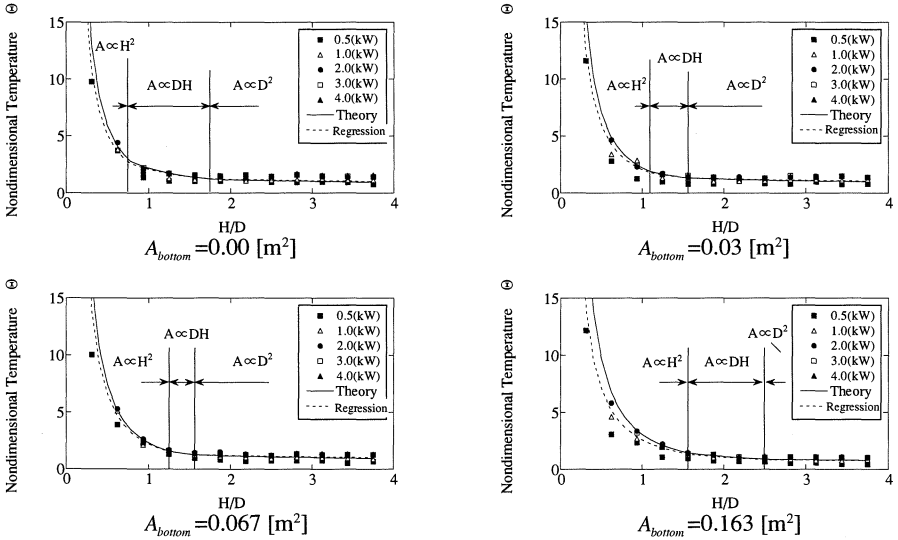 Nondimensional Temperature Θ
15
10
5
0
0 1 2 3 4
H/D
A∝H²
A∝DH
A∝D²
0.5(kW)
1.0(kW)
2.0(kW)
3.0(kW)
4.0(kW)
Theory
Regression
A_bottom=0.00 [m²]
Nondimensional Temperature Θ
15
10
5
0
0 1 2 3 4
H/D
A∝H²
A∝DH
A∝D²
0.5(kW)
1.0(kW)
2.0(kW)
3.0(kW)
4.0(kW)
Theory
Regression
A_bottom=0.03 [m²]
Nondimensional Temperature Θ
15
10
5
0
0 1 2 3 4
H/D
A∝H²
A∝DH
A∝D²
0.5(kW)
1.0(kW)
2.0(kW)
3.0(kW)
4.0(kW)
Theory
Regression
A_bottom=0.067 [m²]
Nondimensional Temperature Θ
15
10
5
0
0 1 2 3 4
H/D
A∝H²
A∝DH
A∝D²
0.5(kW)
1.0(kW)
2.0(kW)
3.0(kW)
4.0(kW)
Theory
Regression
A_bottom=0.163 [m²]